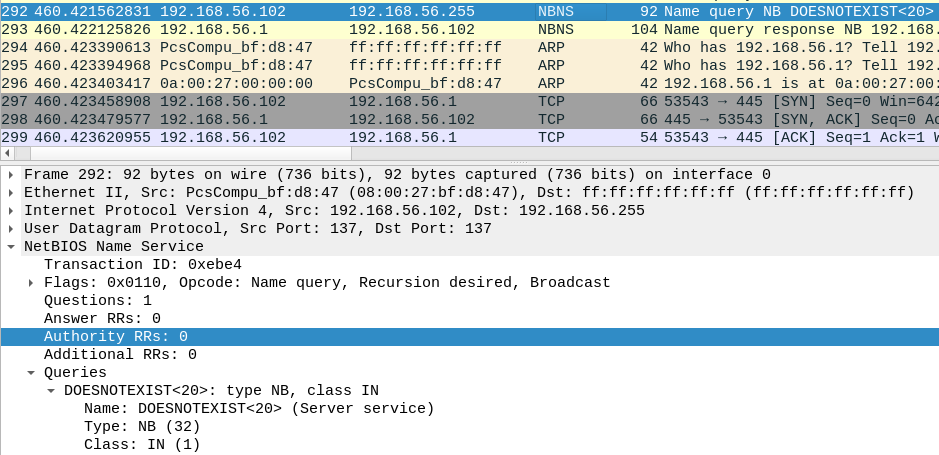 292 460.421562831 192.168.56.102 192.168.56.255 NBNS 92 Name query NB DOESNOTEXIST<20>
293 460.422125826 192.168.56.1 192.168.56.102 NBNS 104 Name query response NB 192.168.
294 460.423390613 PcsCompu_bf:d8:47 ff:ff:ff:ff:ff:ff ARP 42 Who has 192.168.56.1? Tell 192.
295 460.423394968 PcsCompu_bf:d8:47 ff:ff:ff:ff:ff:ff ARP 42 Who has 192.168.56.1? Tell 192.
296 460.423403417 0a:00:27:00:00:00 PcsCompu_bf:d8:47 ARP 42 192.168.56.1 is at 0a:00:27:00:
297 460.423458908 192.168.56.102 192.168.56.1 TCP 66 53543 → 445 [SYN] Seq=0 Win=642
298 460.423479577 192.168.56.1 192.168.56.102 TCP 66 445 → 53543 [SYN, ACK] Seq=0 Ac
299 460.423620955 192.168.56.102 192.168.56.1 TCP 54 53543 → 445 [ACK] Seq=1 Ack=1 W
Frame 292: 92 bytes on wire (736 bits), 92 bytes captured (736 bits) on interface 0
Ethernet II, Src: PcsCompu_bf:d8:47 (08:00:27:bf:d8:47), Dst: ff:ff:ff:ff:ff:ff (ff:ff:ff:ff:ff:ff)
Internet Protocol Version 4, Src: 192.168.56.102, Dst: 192.168.56.255
User Datagram Protocol, Src Port: 137, Dst Port: 137
NetBIOS Name Service
Transaction ID: 0xebe4
Flags: 0x0110, Opcode: Name query, Recursion desired, Broadcast
Questions: 1
Answer RRs: 0
Authority RRs: 0
Additional RRs: 0
Queries
DOESNOTEXIST<20>: type NB, class IN
Name: DOESNOTEXIST<20> (Server service)
Type: NB (32)
Class: IN (1)